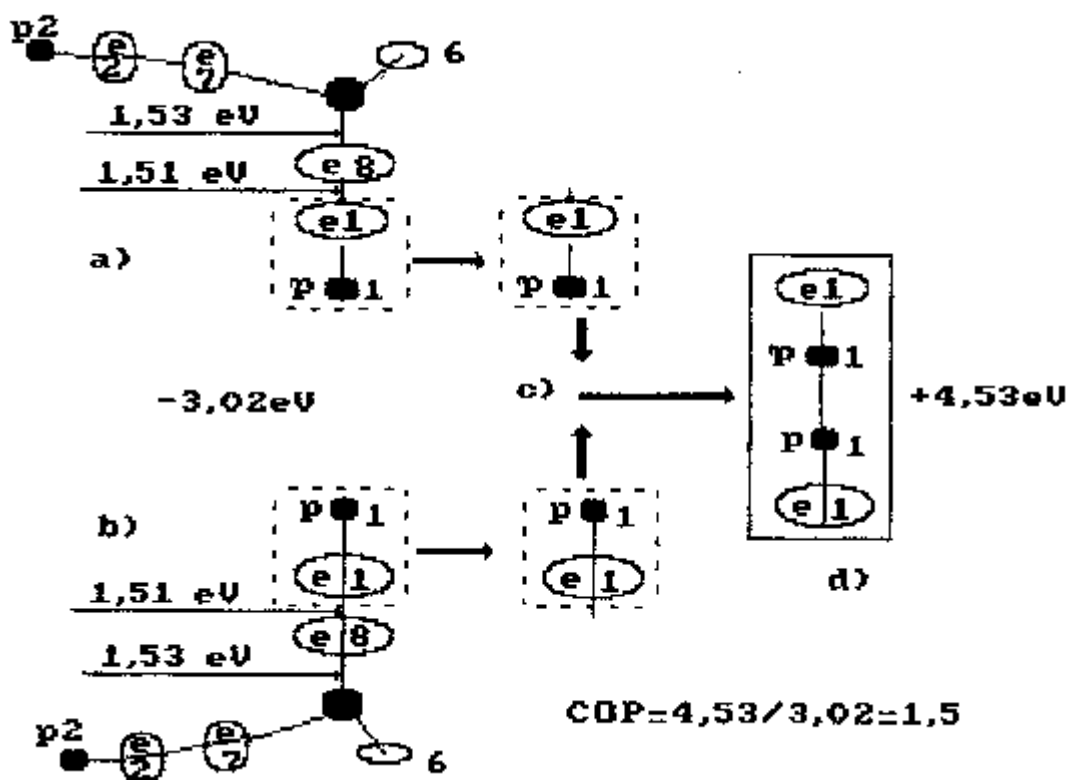 p2
e 2
e 7
6
1,53 eV
e 8
1,51 eV
e1
e1
a)
p 1
p 1
e1
p 1
c)
-3,02eV
+4,53eV
p 1
p 1
p 1
e 1
b)
e 1
e 1
d)
1,51 eV
e 8
1,53 eV
COP=4,53/3,02=1,5
p2
e 2
e 7
6